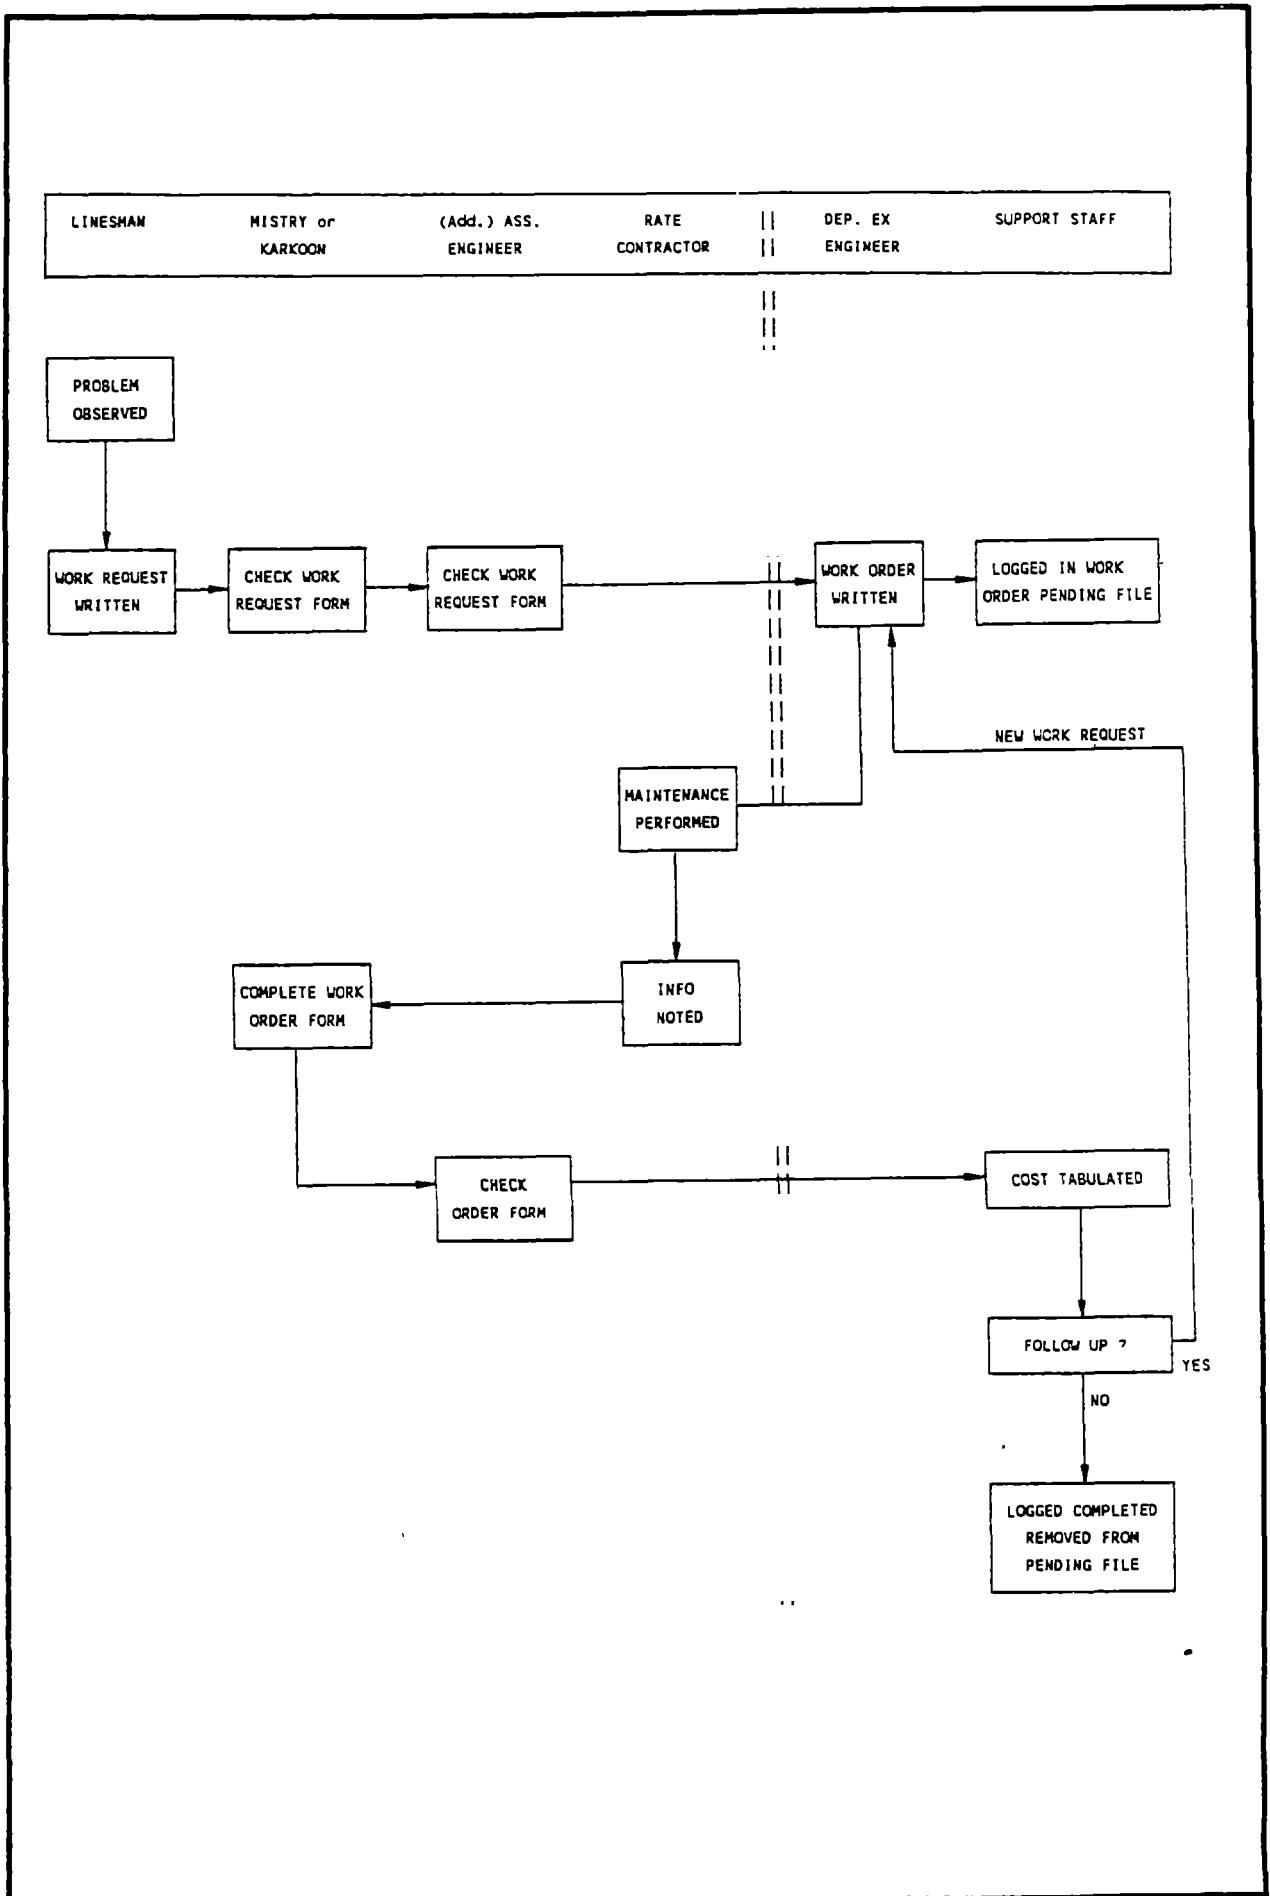 LINESMAN
MISTRY or
KARKOON
(Add.) ASS.
ENGINEER
RATE
CONTRACTOR
DEP. EX
ENGINEER
SUPPORT STAFF
PROBLEM
OBSERVED
WORK REQUEST
WRITTEN
CHECK WORK
REQUEST FORM
CHECK WORK
REQUEST FORM
WORK ORDER
WRITTEN
LOGGED IN WORK
ORDER PENDING FILE
NEW WORK REQUEST
MAINTENANCE
PERFORMED
COMPLETE WORK
ORDER FORM
INFO
NOTED
CHECK
ORDER FORM
COST TABULATED
FOLLOW UP ?
YES
NO
LOGGED COMPLETED
REMOVED FROM
PENDING FILE